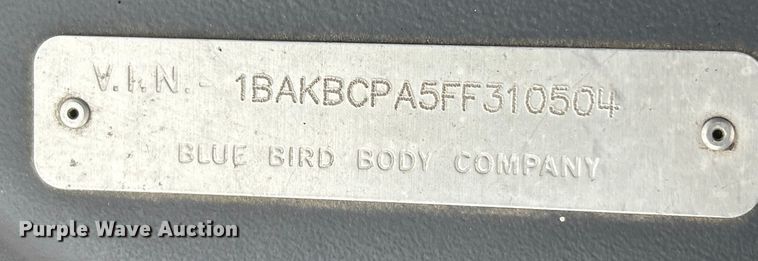 V.I.N. - 1BAKBCPA5FF310504
BLUE BIRD BODY COMPANY
Purple Wave Auction